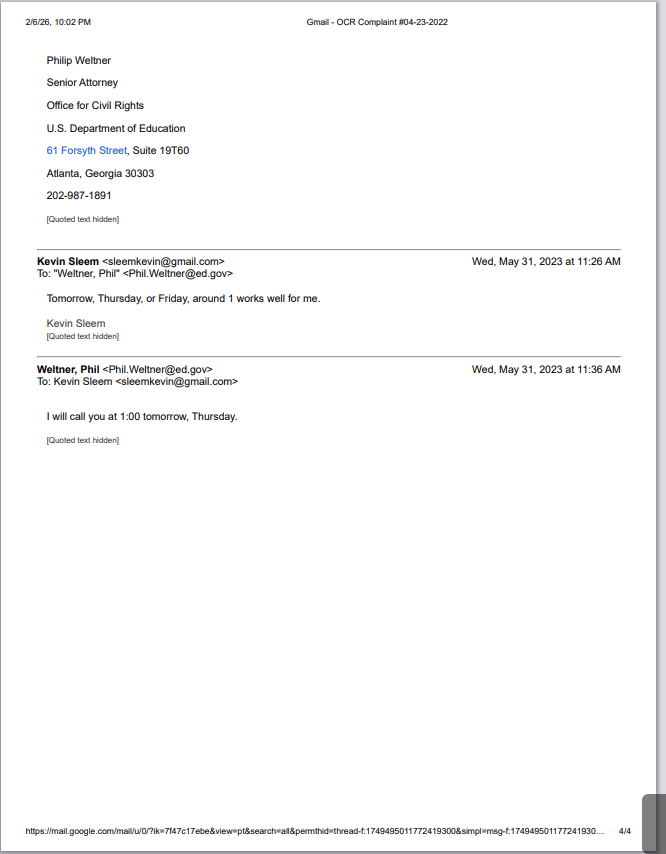 2/6/26, 10:02 PM Gmail - OCR Complaint #04-23-2022
Philip Weltner
Senior Attorney
Office for Civil Rights
U.S. Department of Education
61 Forsyth Street, Suite 19T60
Atlanta, Georgia 30303
202-987-1891
[Quoted text hidden]
Kevin Sleem <sleemkevin@gmail.com> Wed, May 31, 2023 at 11:26 AM
To: "Weltner, Phil" <Phil.Weltner@ed.gov>
Tomorrow, Thursday, or Friday, around 1 works well for me.
Kevin Sleem
[Quoted text hidden]
Weltner, Phil <Phil.Weltner@ed.gov> Wed, May 31, 2023 at 11:36 AM
To: Kevin Sleem <sleemkevin@gmail.com>
I will call you at 1:00 tomorrow, Thursday.
[Quoted text hidden]
https://mail.google.com/mail/u/0/?ik=7f47c17ebe&view=pt&search=all&permthid=thread-f:1749495011772419300&simpl=msg-f:174949501177241930... 4/4